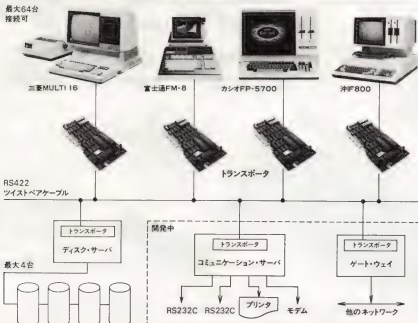 最大64台
接続可
三菱MULTI 16
富士通FM-8
カシオFP-5700
沖IF800
トランスポータ
RS422
ツイストペアケーブル
トランスポータ
ディスク・サーバ
最大4台
開発中
トランスポータ
コミュニケーション・サーバ
RS232C
RS232C
プリンタ
モデム
トランスポータ
ゲート・ウェイ
他のネットワーク